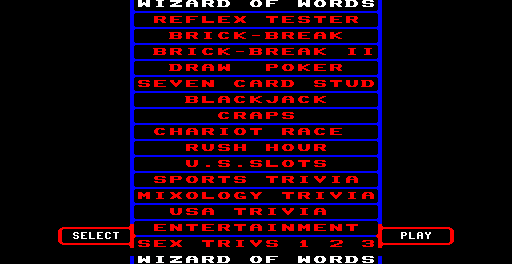 WIZARD OF WORDS
REFLEX TESTER
BRICK-BREAK
BRICK-BREAK II
DRAW POKER
SEVEN CARD STUD
BLACKJACK
CRAPS
CHARIOT RACE
RUSH HOUR
U.S.SLOTS
SPORTS TRIVIA
MIXOLOGY TRIVIA
USA TRIVIA
ENTERTAINMENT
SELECT
PLAY
SEX TRIVS 1 2 3
WIZARD OF WORDS